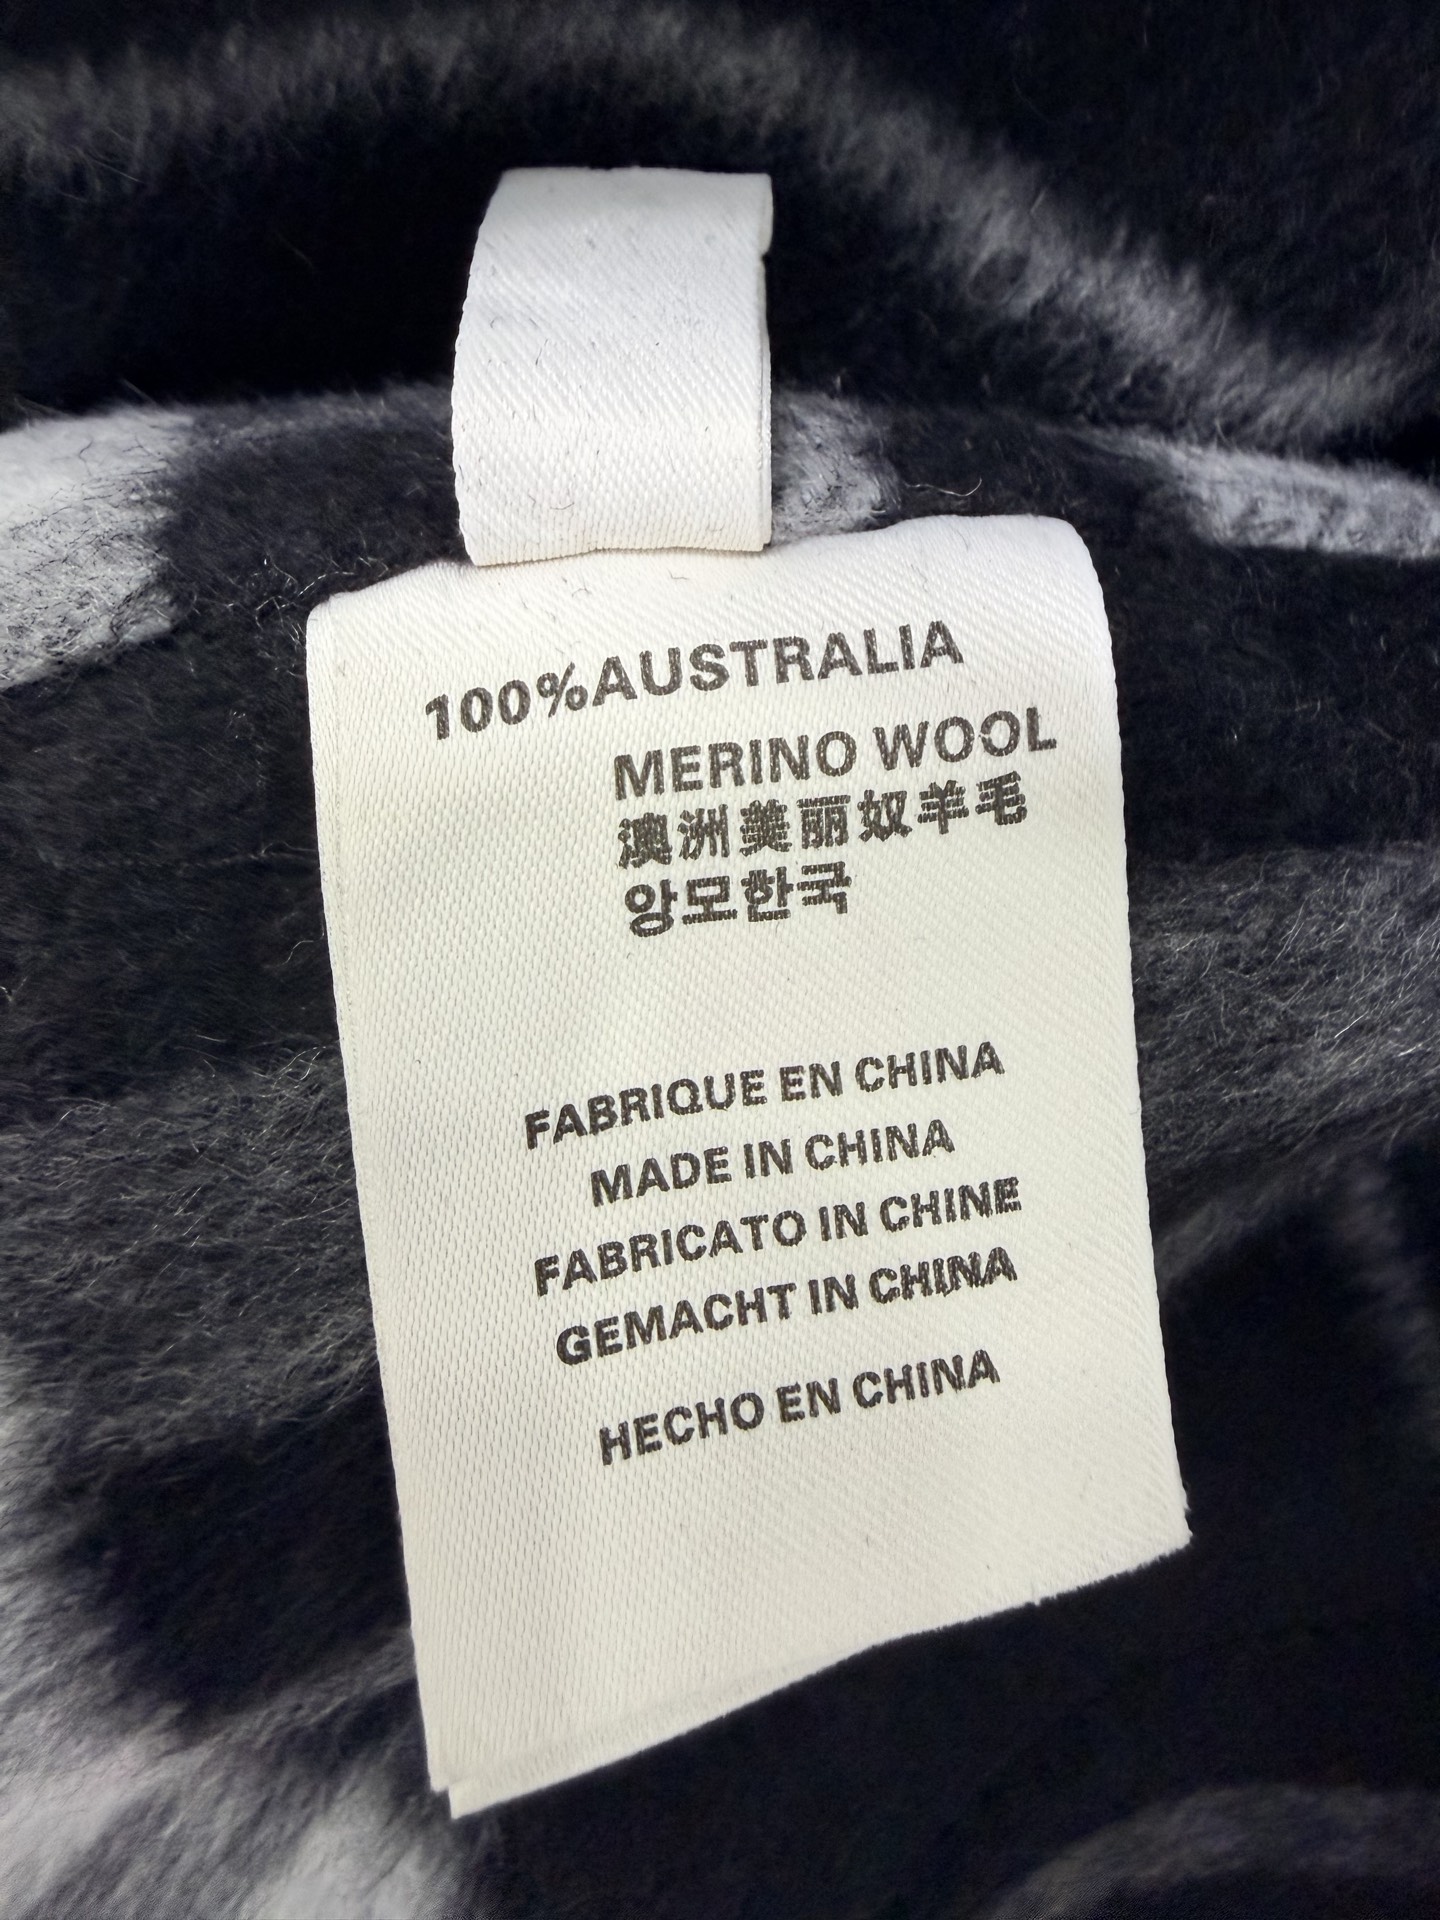 100%AUSTRALIA
MERINO WOOL
澳洲美丽奴羊毛
앙모한국
FABRIQUE EN CHINA
MADE IN CHINA
FABRICATO IN CHINE
GEMACHT IN CHINA
HECHO EN CHINA